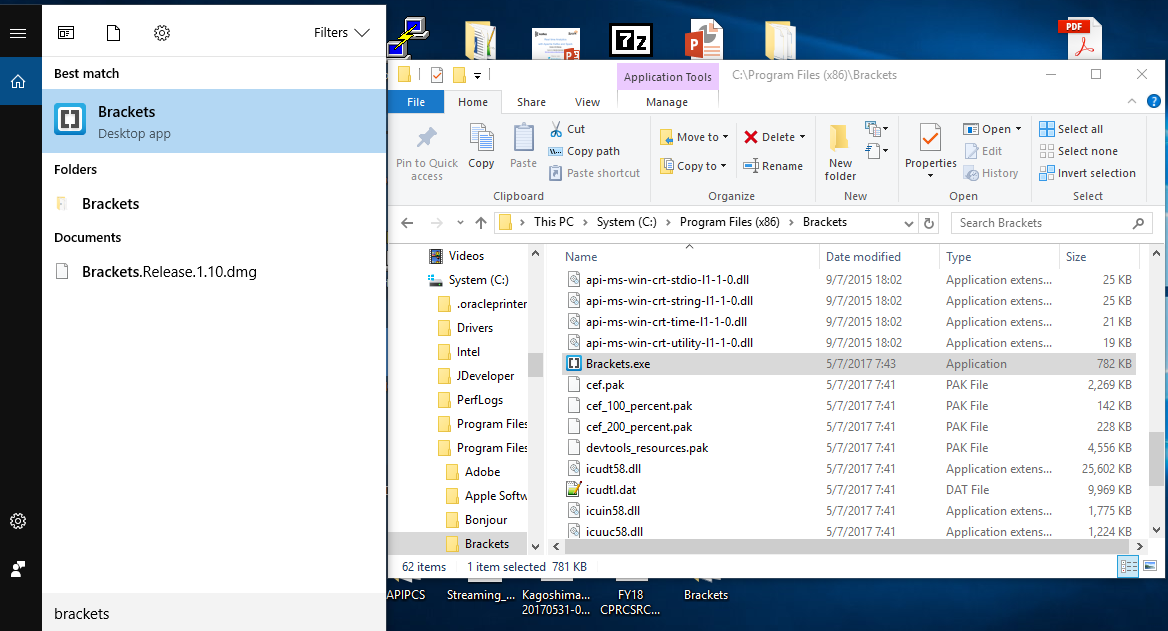 Filters
Best match
Brackets
Desktop app
Folders
Brackets
Documents
Brackets.Release.1.10.dmg
brackets
7z
PDF
Application Tools
C:\Program Files (x86)\Brackets
File
Home
Share
View
Manage
Pin to Quick
access
Copy
Paste
Cut
Copy path
Paste shortcut
Clipboard
Move to
Copy to
Delete
Rename
Organize
New
folder
New
Properties
Open
Edit
History
Open
Select all
Select none
Invert selection
Select
This PC > System (C:) > Program Files (x86) > Brackets
Search Brackets
Videos
System (C:)
.oracleprinter
Drivers
Intel
JDeveloper
PerfLogs
Program Files
Program Files
Adobe
Apple Softw
Bonjour
Brackets
Name Date modified Type Size
api-ms-win-crt-stdio-l1-1-0.dll 9/7/2015 18:02 Application extens... 25 KB
api-ms-win-crt-string-l1-1-0.dll 9/7/2015 18:02 Application extens... 25 KB
api-ms-win-crt-time-l1-1-0.dll 9/7/2015 18:02 Application extens... 21 KB
api-ms-win-crt-utility-l1-1-0.dll 9/7/2015 18:02 Application extens... 19 KB
Brackets.exe 5/7/2017 7:43 Application 782 KB
cef.pak 5/7/2017 7:41 PAK File 2,269 KB
cef_100_percent.pak 5/7/2017 7:41 PAK File 142 KB
cef_200_percent.pak 5/7/2017 7:41 PAK File 228 KB
devtools_resources.pak 5/7/2017 7:41 PAK File 4,556 KB
icudt58.dll 5/7/2017 7:41 Application extens... 25,602 KB
icudtl.dat 5/7/2017 7:41 DAT File 9,969 KB
icuin58.dll 5/7/2017 7:41 Application extens... 1,775 KB
icuuc58.dll 5/7/2017 7:41 Application extens... 1,224 KB
62 items 1 item selected 781 KB
APIPCS
Streaming_...
Kagoshima...
20170531-0...
FY18
CPRCSRC...
Brackets